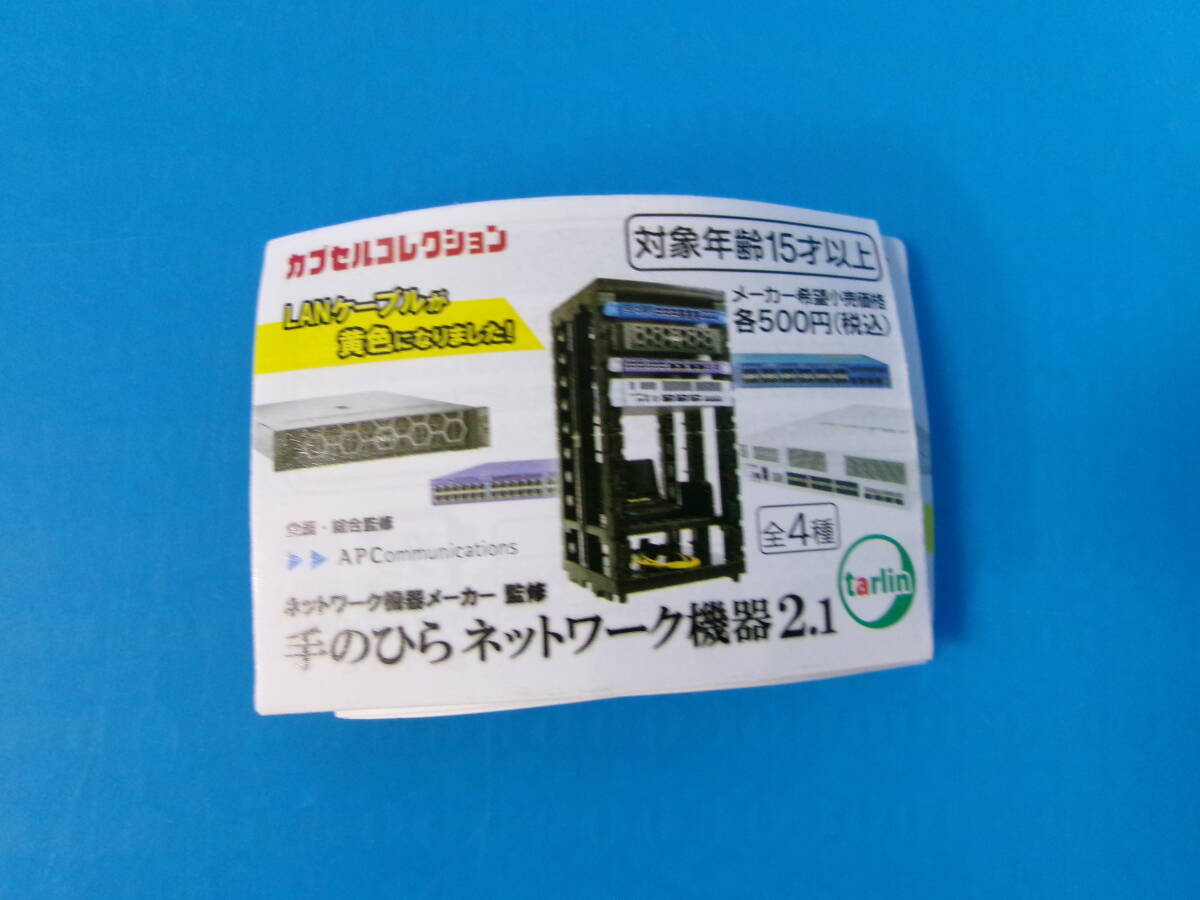 カプセルコレクション
対象年齢15才以上
LANケーブルが
黄色になりました!
メーカー希望小売価格
各500円(税込)
企画・総合監修
APCommunications
全4種
tarlin
ネットワーク機器メーカー 監修
手のひらネットワーク機器2.1